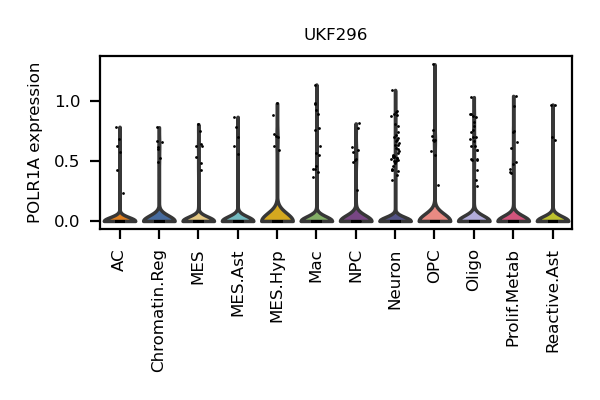 UKF296
POLR1A expression
1.0
0.5
0.0
AC
Chromatin.Reg
MES
MES.Ast
MES.Hyp
Mac
NPC
Neuron
OPC
Oligo
Prolif.Metab
Reactive.Ast